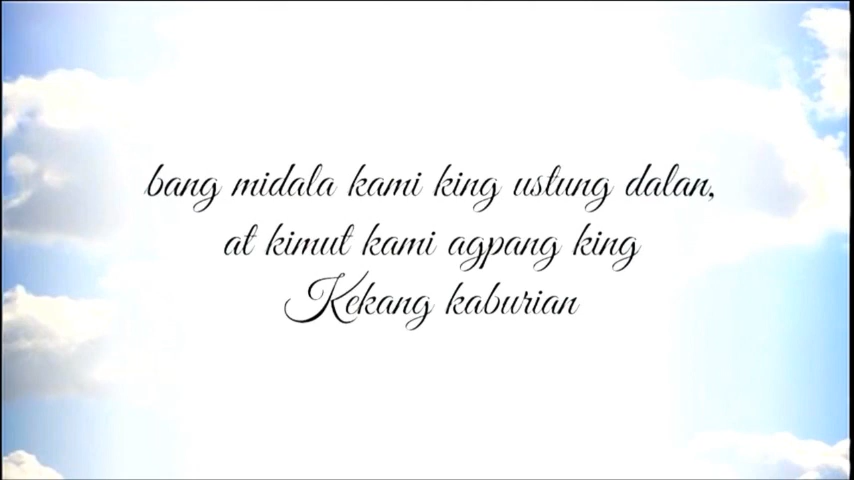 bang midala kami king ustung dalan,
at kimut kami agpang king
Kekang kaburian